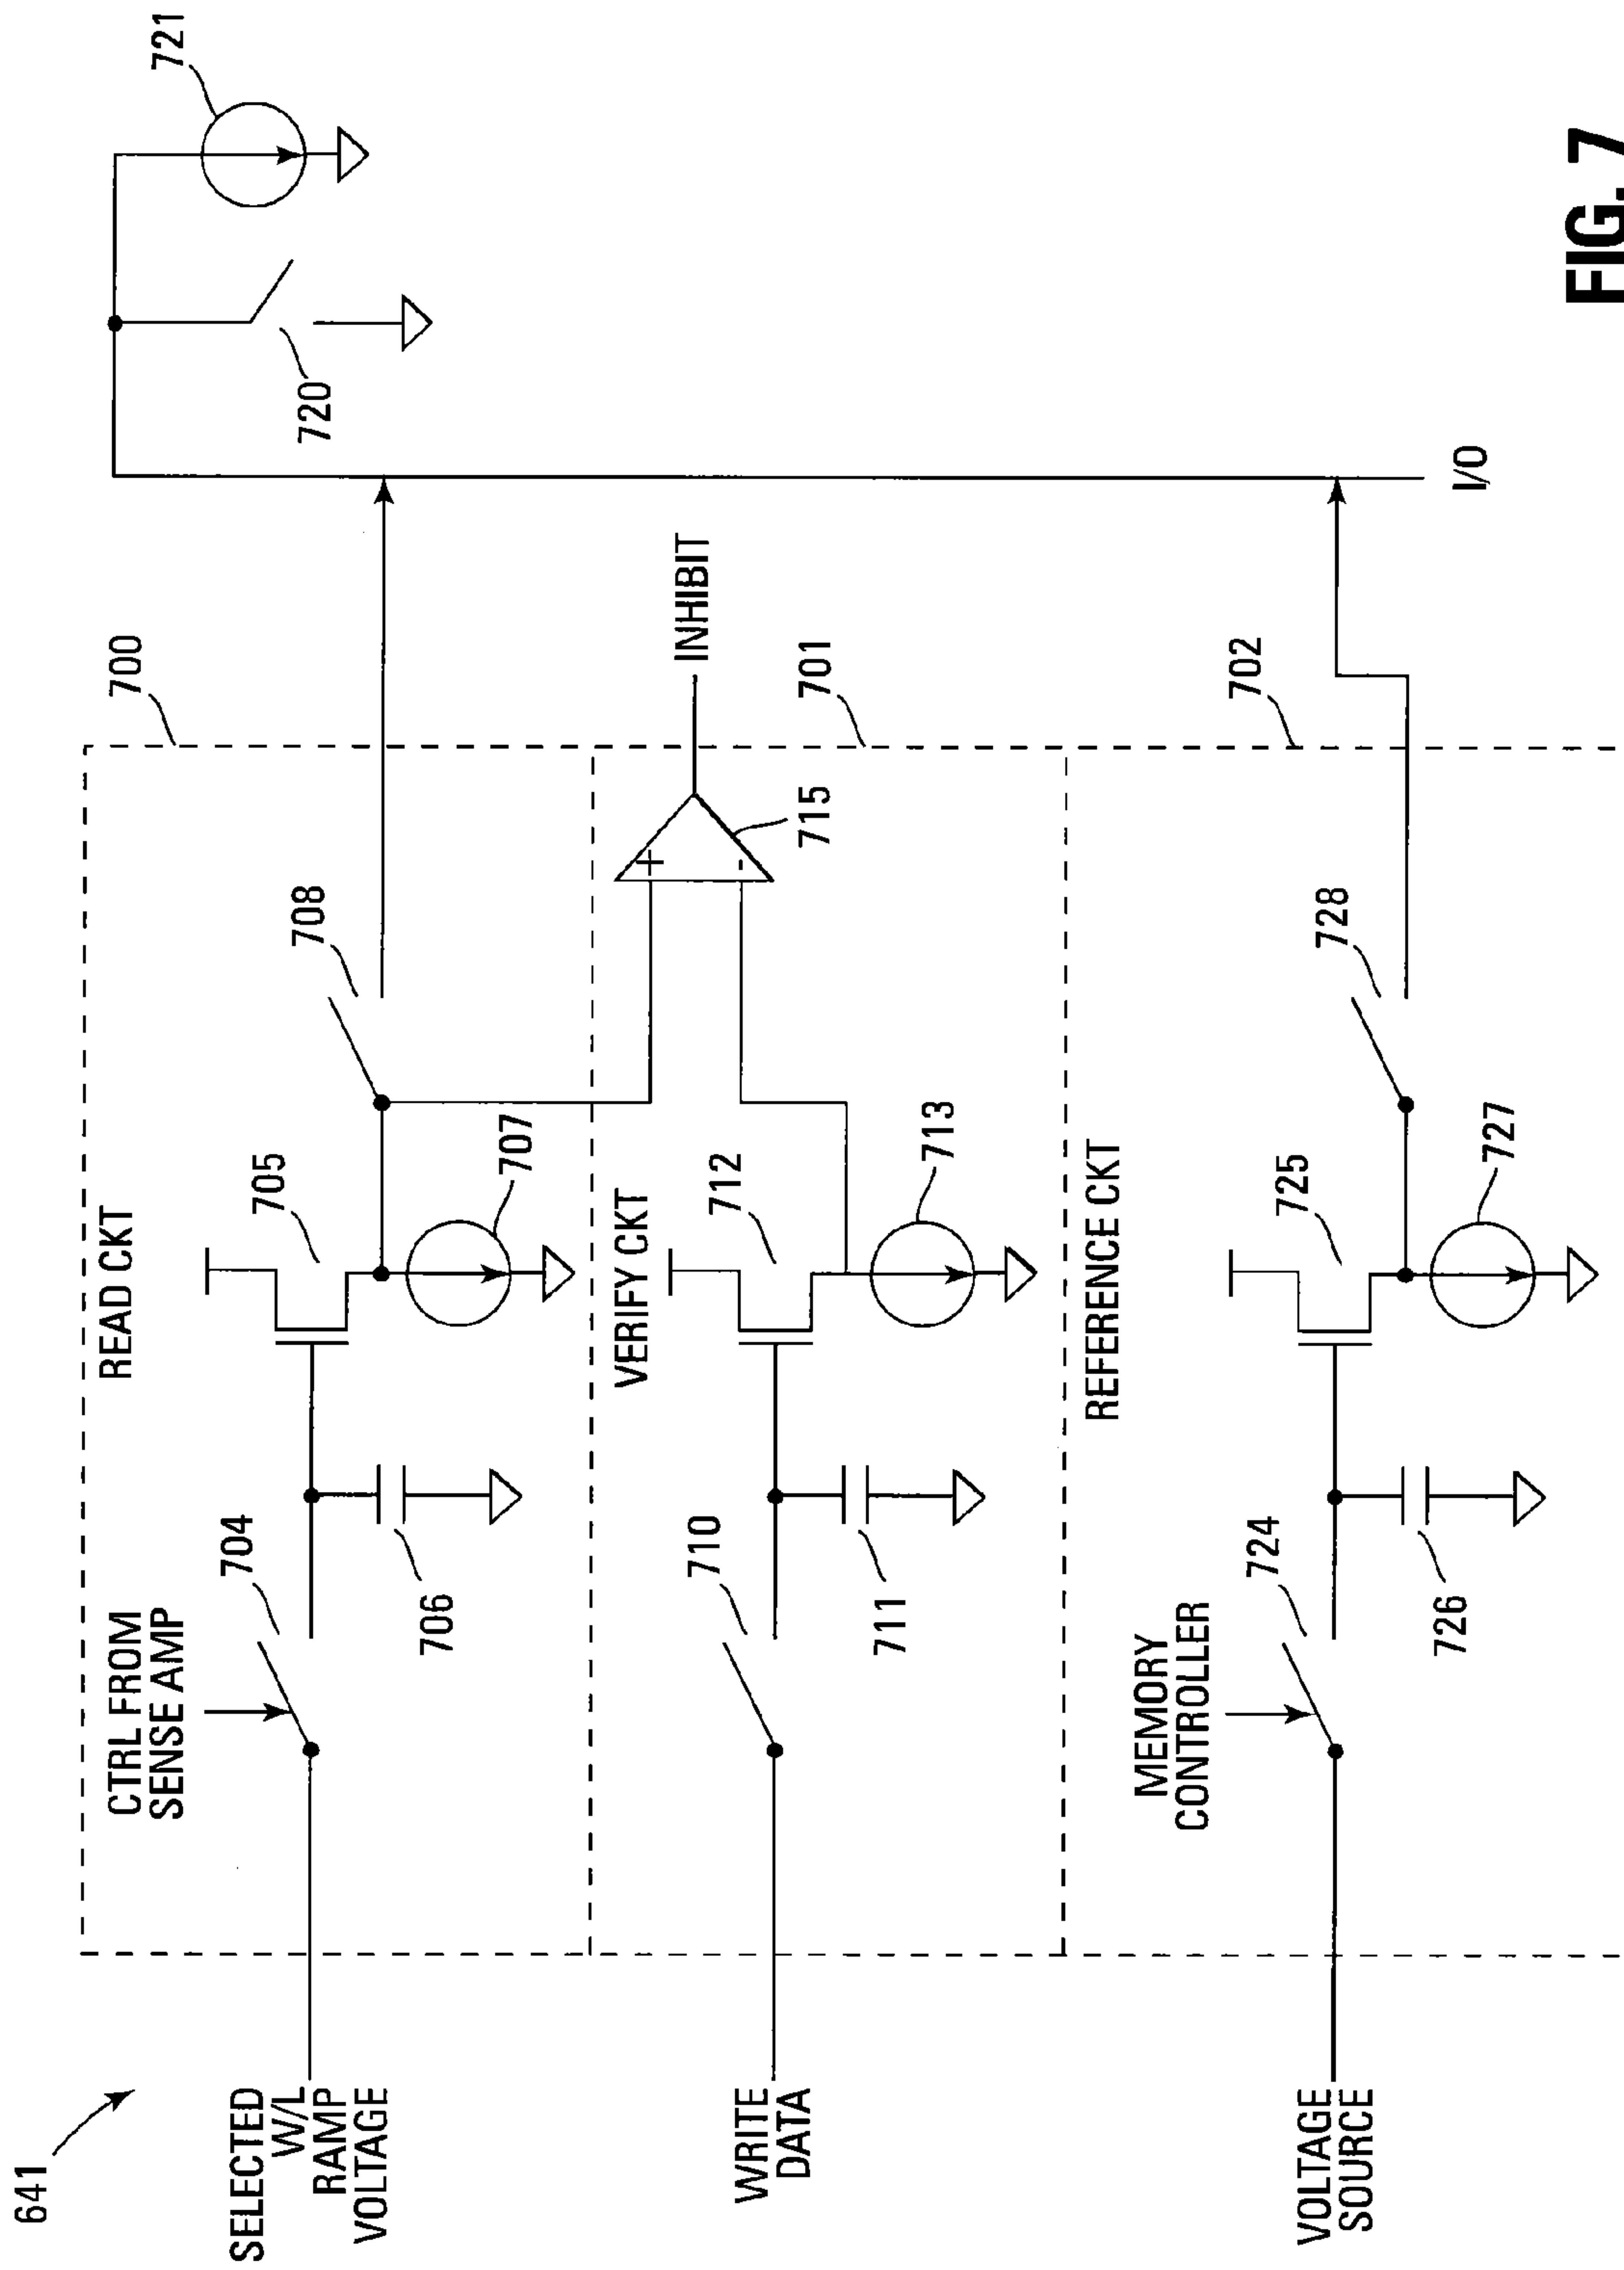 641
700
READ CKT
CTRL FROM
SENSE AMP
704
705
708
SELECTED
W/L
RAMP
VOLTAGE
706
707
720
721
VERIFY CKT
INHIBIT
710
712
715
701
WRITE
DATA
711
713
REFERENCE CKT
702
MEMORY
CONTROLLER
724
725
728
VOLTAGE
SOURCE
726
727
I/O
+
-
FIG. 7